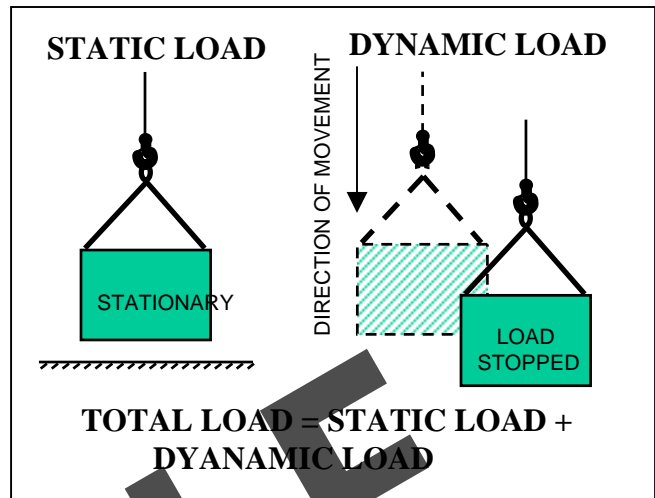 STATIC LOAD
DYNAMIC LOAD
DIRECTION OF MOVEMENT
STATIONARY
LOAD
STOPPED
TOTAL LOAD = STATIC LOAD +
DYANAMIC LOAD